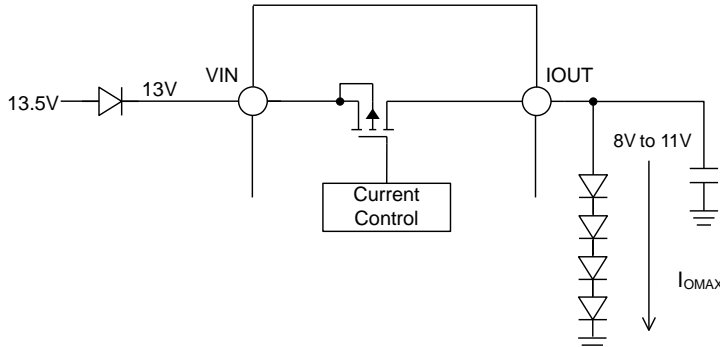 VIN
IOUT
13.5V
13V
8V to 11V
Current
Control
IOMAX